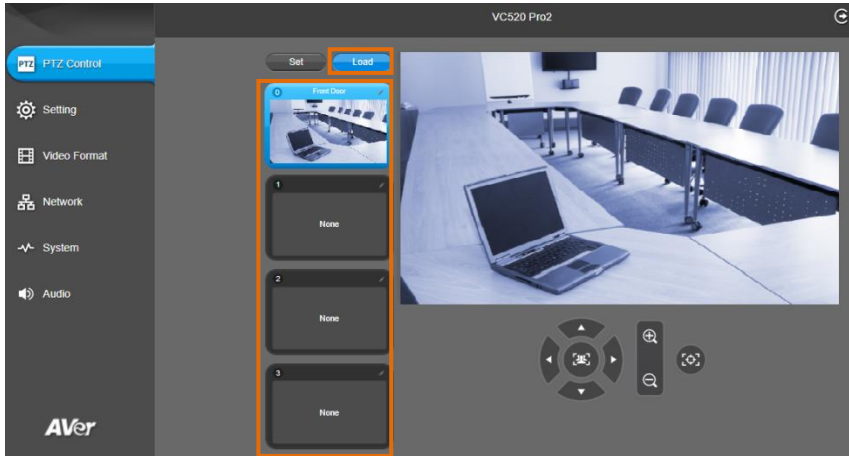 VC520 Pro2
PTZ PTZ Control
Setting
Video Format
Network
System
Audio
AVer
Set Load
0 Front Door
1
None
2
None
3
None